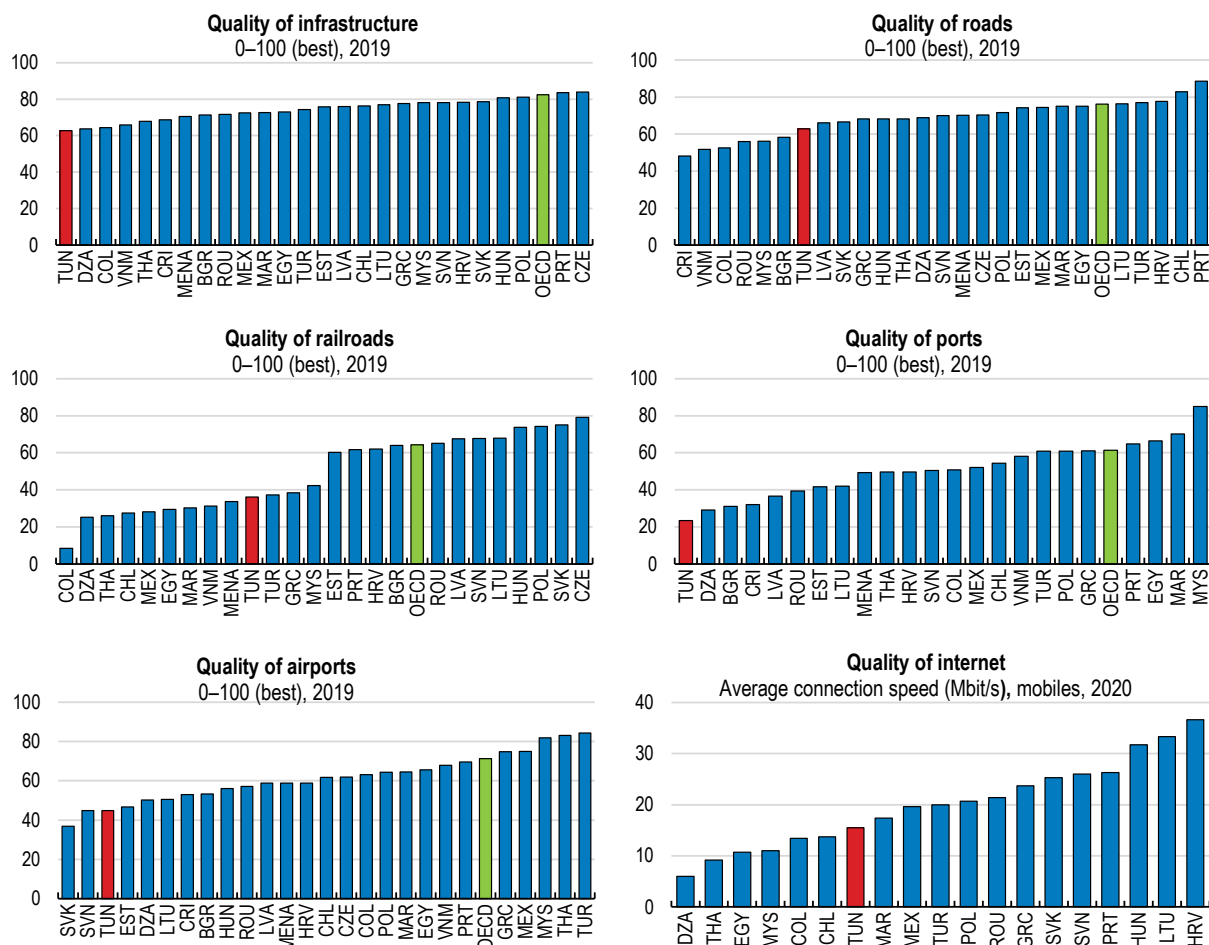 Quality of infrastructure
0–100 (best), 2019
100
80
60
40
20
0
TUN DZA COL VNM THA CRI MENA BGR ROU MEX MAR EGY TUR EST LVA CHL LTU GRC MYS SVN HRV SVK HUN POL OECD PRT CZE
Quality of roads
0–100 (best), 2019
100
80
60
40
20
0
CRI VNM COL ROU MYS BGR TUN LVA SVK GRC HUN THA DZA SVN MENA CZE POL EST MEX MAR EGY OECD LTU TUR HRV CHL PRT
Quality of railroads
0–100 (best), 2019
100
80
60
40
20
0
COL DZA THA CHL MEX EGY MAR VNM MENA TUN TUR GRC MYS EST PRT HRV BGR OECD ROU LVA SVN LTU HUN POL SVK CZE
Quality of ports
0–100 (best), 2019
100
80
60
40
20
0
TUN DZA BGR CRI LVA ROU EST LTU MENA THA HRV SVN COL MEX CHL VNM TUR POL GRC OECD PRT EGY MAR MYS
Quality of airports
0–100 (best), 2019
100
80
60
40
20
0
SVK SVN TUN EST DZA LTU CRI BGR HUN ROU LVA MENA HRV CHL CZE COL POL MAR EGY VNM PRT OECD GRC MEX MYS THA TUR
Quality of internet
Average connection speed (Mbit/s), mobiles, 2020
40
30
20
10
0
DZA THA EGY MYS COL CHL TUN MAR MEX TUR POL ROU GRC SVK SVN PRT HUN LTU HRV